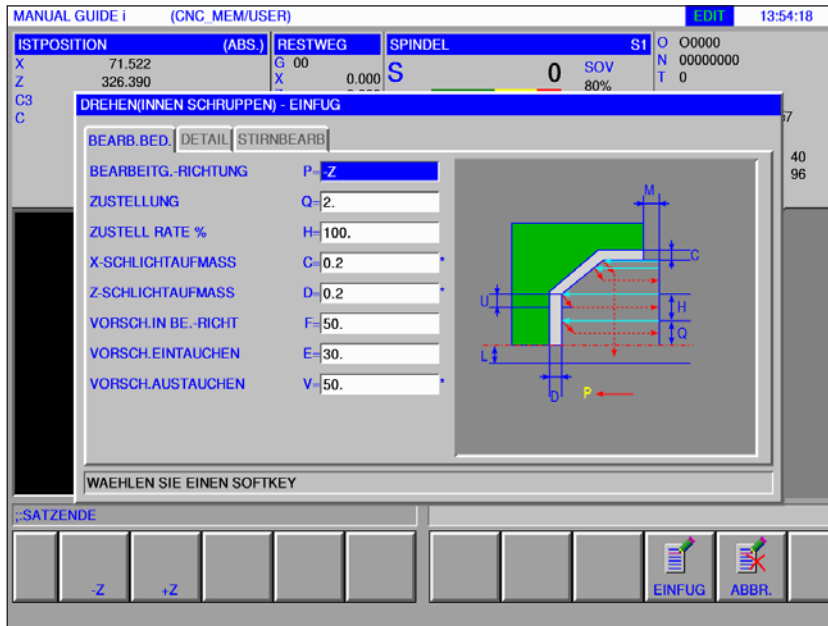 MANUAL GUIDE i (CNC_MEM/USER) EDIT 13:54:18
ISTPOSITION (ABS.) RESTWEG SPINDEL S1 O O0000
X 71.522 G 00 N 00000000
Z 326.390 X 0.000 S 0 SOV 80% T 0
C3
C
40
96
DREHEN(INNEN SCHRUPPEN) - EINFUG
BEARB.BED. DETAIL STIRNBEARB
BEARBEITG.-RICHTUNG P=-Z
ZUSTELLUNG Q=2.
ZUSTELL RATE % H=100.
X-SCHLICHTAUFMASS C=0.2 *
Z-SCHLICHTAUFMASS D=0.2 *
VORSCH.IN BE.-RICHT F=50.
VORSCH.EINTAUCHEN E=30.
VORSCH.AUSTAUCHEN V=50. *
M
C
U
H
Q
L
D
P
WAEHLEN SIE EINEN SOFTKEY
;:SATZENDE
-Z +Z EINFUG ABBR.